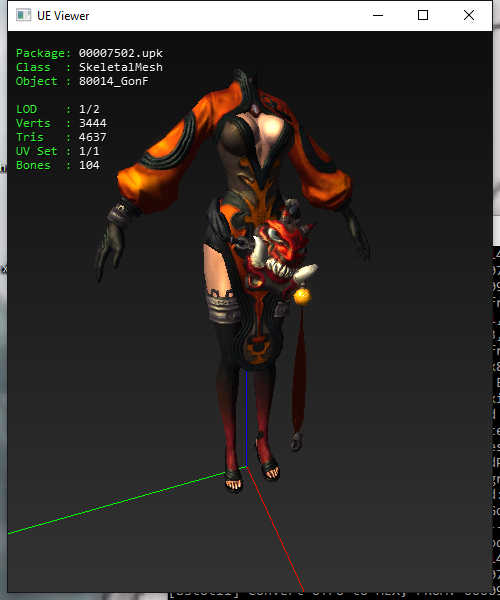 UE Viewer
Package: 00007502.upk
Class : SkeletalMesh
Object : 80014_GonF
LOD : 1/2
Verts : 3444
Tris : 4637
UV Set : 1/1
Bones : 104